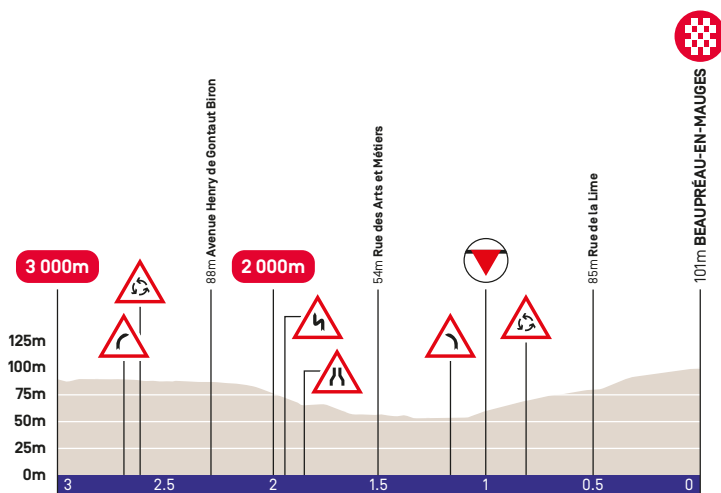 3 000m
88m Avenue Henry de Gontaut Biron
2 000m
54m Rue des Arts et Métiers
85m Rue de la Lime
101m BEAUPRÉAU-EN-MAUGES
125m
100m
75m
50m
25m
0m
3 2.5 2 1.5 1 0.5 0